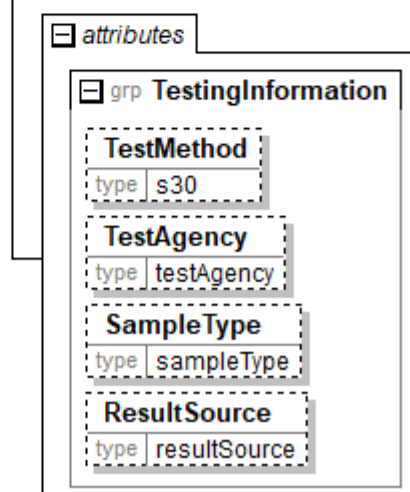 attributes
grp TestingInformation
TestMethod
type s30
TestAgency
type testAgency
SampleType
type sampleType
ResultSource
type resultSource